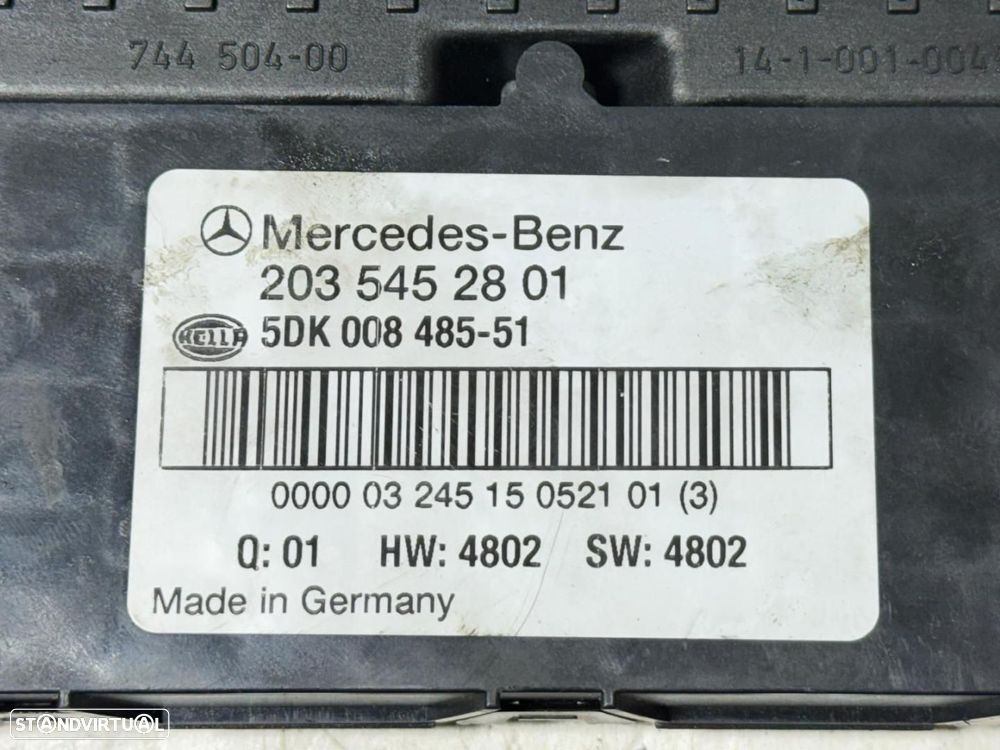 744 504-00
14-1-001-004
Mercedes-Benz
203 545 28 01
HELLA
5DK 008 485-51
0000 03 245 15 0521 01 (3)
Q: 01 HW: 4802 SW: 4802
Made in Germany
STANDVIRTUAL